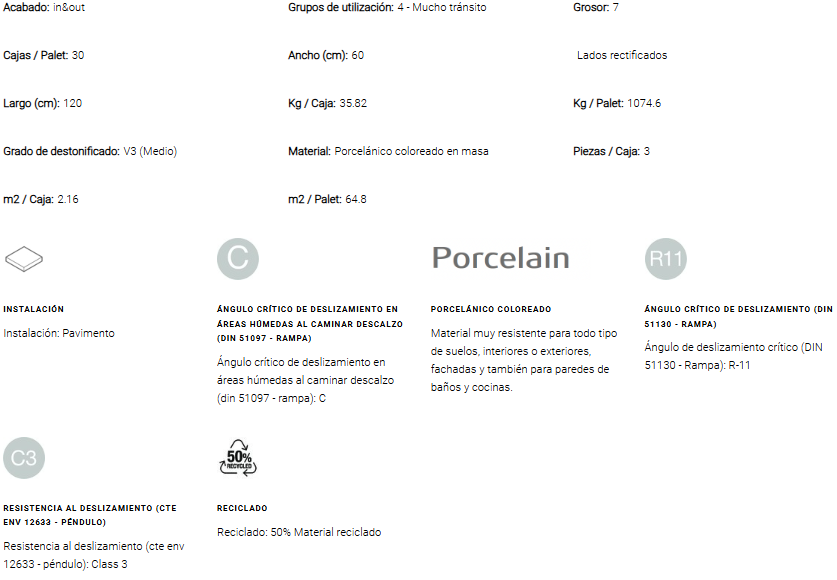 Acabado: in&out
Grupos de utilización: 4 - Mucho tránsito
Grosor: 7
Cajas / Palet: 30
Ancho (cm): 60
Lados rectificados
Largo (cm): 120
Kg / Caja: 35.82
Kg / Palet: 1074.6
Grado de destonificado: V3 (Medio)
Material: Porcelánico coloreado en masa
Piezas / Caja: 3
m2 / Caja: 2.16
m2 / Palet: 64.8
INSTALACIÓN
Instalación: Pavimento
C
ÁNGULO CRÍTICO DE DESLIZAMIENTO EN
ÁREAS HÚMEDAS AL CAMINAR DESCALZO
(DIN 51097 - RAMPA)
Ángulo crítico de deslizamiento en
áreas húmedas al caminar descalzo
(din 51097 - rampa): C
Porcelain
PORCELÁNICO COLOREADO
Material muy resistente para todo tipo
de suelos, interiores o exteriores,
fachadas y también para paredes de
baños y cocinas.
R11
ÁNGULO CRÍTICO DE DESLIZAMIENTO (DIN
51130 - RAMPA)
Ángulo de deslizamiento crítico (DIN
51130 - Rampa): R-11
C3
RESISTENCIA AL DESLIZAMIENTO (CTE
ENV 12633 - PÉNDULO)
Resistencia al deslizamiento (cte env
12633 - péndulo): Class 3
50%
RECYCLED
RECICLADO
Reciclado: 50% Material reciclado